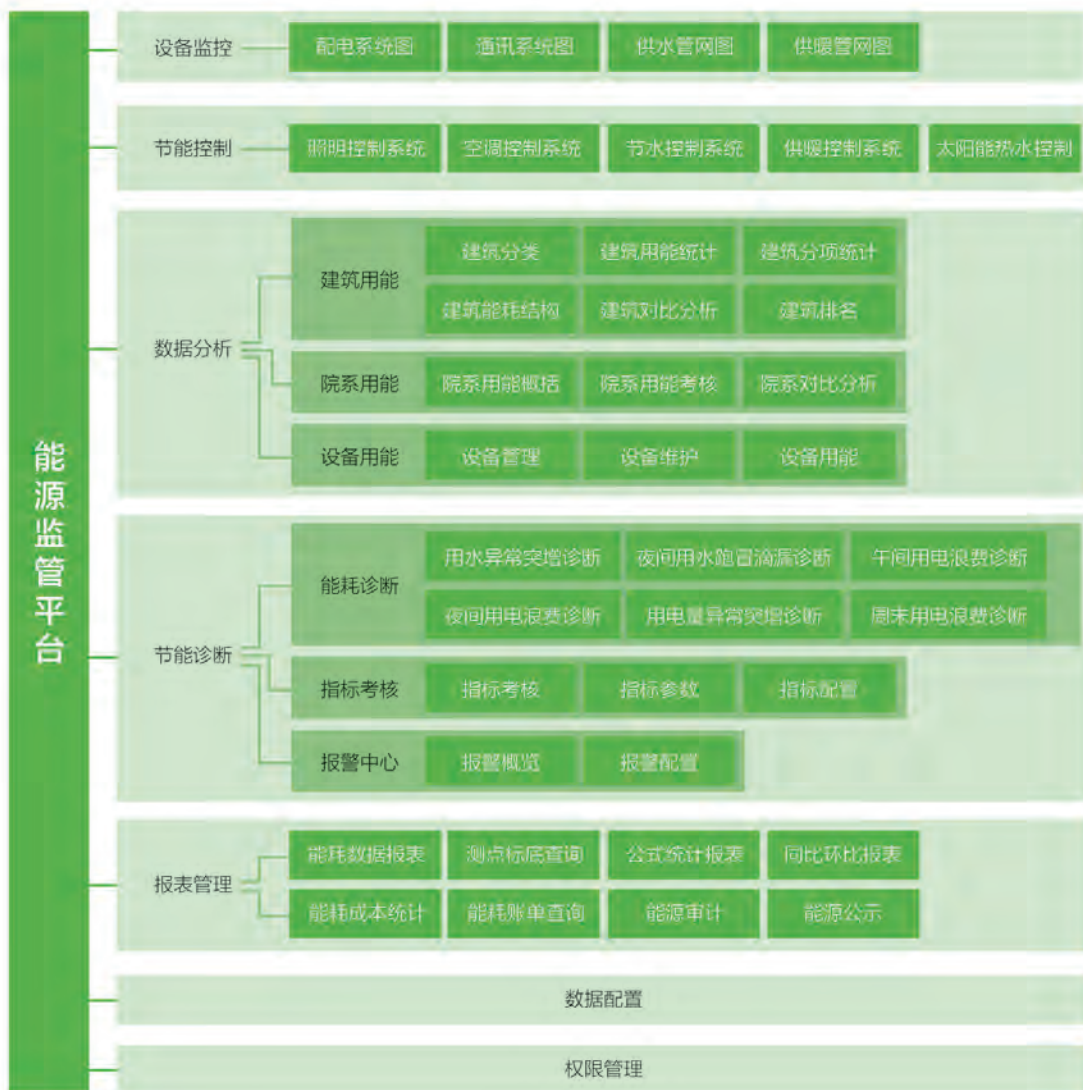 能源监管平台
设备监控
配电系统图 通讯系统图 供水管网图 供暖管网图
节能控制
照明控制系统 空调控制系统 节水控制系统 供暖控制系统 太阳能热水控制
数据分析
建筑用能
建筑分类 建筑用能统计 建筑分项统计
建筑能耗结构 建筑对比分析 建筑排名
院系用能
院系用能概括 院系用能考核 院系对比分析
设备用能
设备管理 设备维护 设备用能
节能诊断
能耗诊断
用水异常突增诊断 夜间用水跑冒滴漏诊断 午间用电浪费诊断
夜间用电浪费诊断 用电量异常突增诊断 周末用电浪费诊断
指标考核
指标考核 指标参数 指标配置
报警中心
报警概览 报警配置
报表管理
能耗数据报表 测点标底查询 公式统计报表 同比环比报表
能耗成本统计 能耗账单查询 能源审计 能源公示
数据配置
权限管理